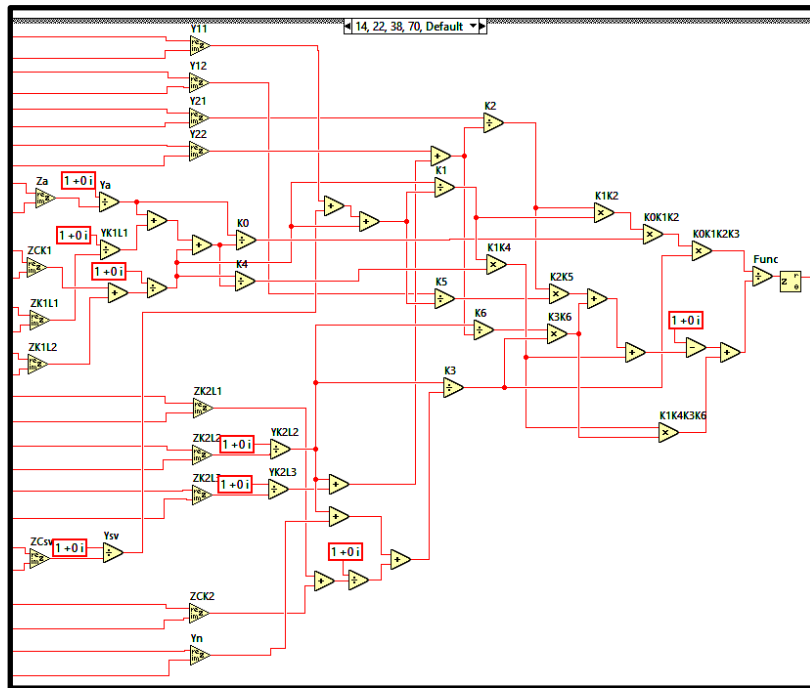 14, 22, 38, 70, Default
Y11
Y12
Y21
Y22
K2
Za
1 +0 i
Ya
K1
K1K2
K0K1K2
K0K1K2K3
ZCK1
1 +0 i
YK1L1
K0
K1K4
Func
1 +0 i
K4
K5
K2K5
ZK1L1
K6
K3K6
1 +0 i
ZK1L2
K3
ZK2L1
K1K4K3K6
ZK2L2
1 +0 i
YK2L2
ZK2L3
1 +0 i
YK2L3
ZCsv
1 +0 i
Ysv
1 +0 i
ZCK2
Yn